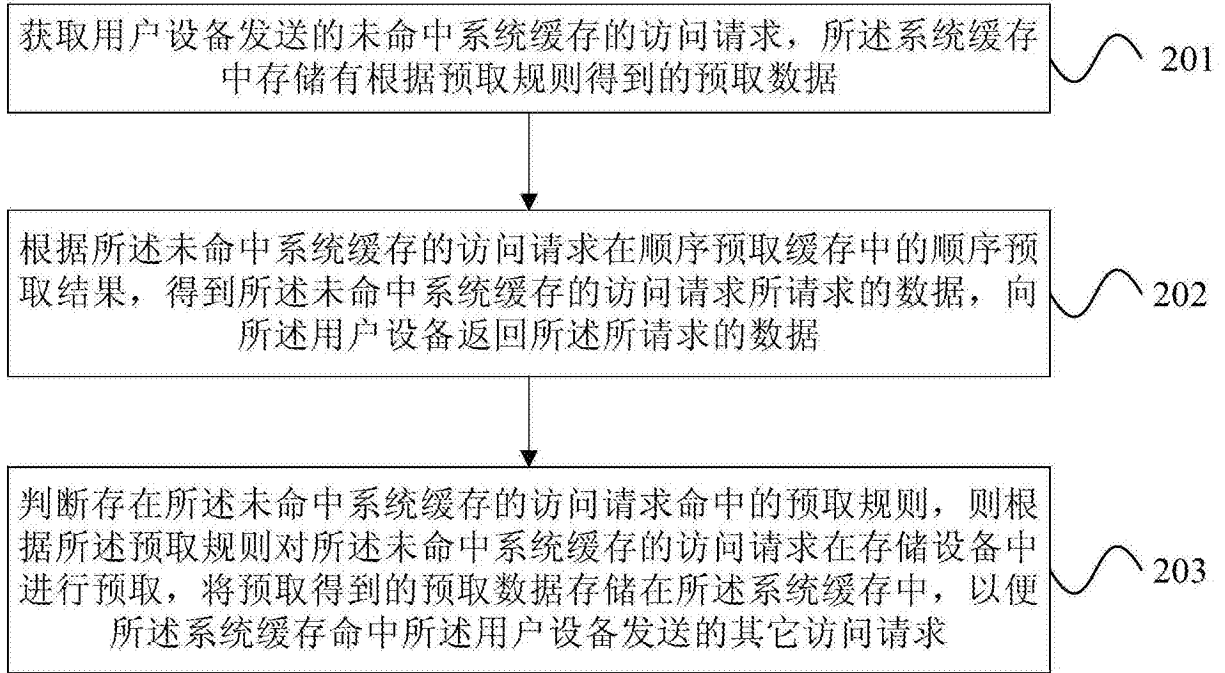 获取用户设备发送的未命中系统缓存的访问请求，所述系统缓存
中存储有根据预取规则得到的预取数据
201
根据所述未命中系统缓存的访问请求在顺序预取缓存中的顺序预
取结果，得到所述未命中系统缓存的访问请求所请求的数据，向
所述用户设备返回所述所请求的数据
202
判断存在所述未命中系统缓存的访问请求命中的预取规则，则根
据所述预取规则对所述未命中系统缓存的访问请求在存储设备中
进行预取，将预取得到的预取数据存储在所述系统缓存中，以便
所述系统缓存命中所述用户设备发送的其它访问请求
203